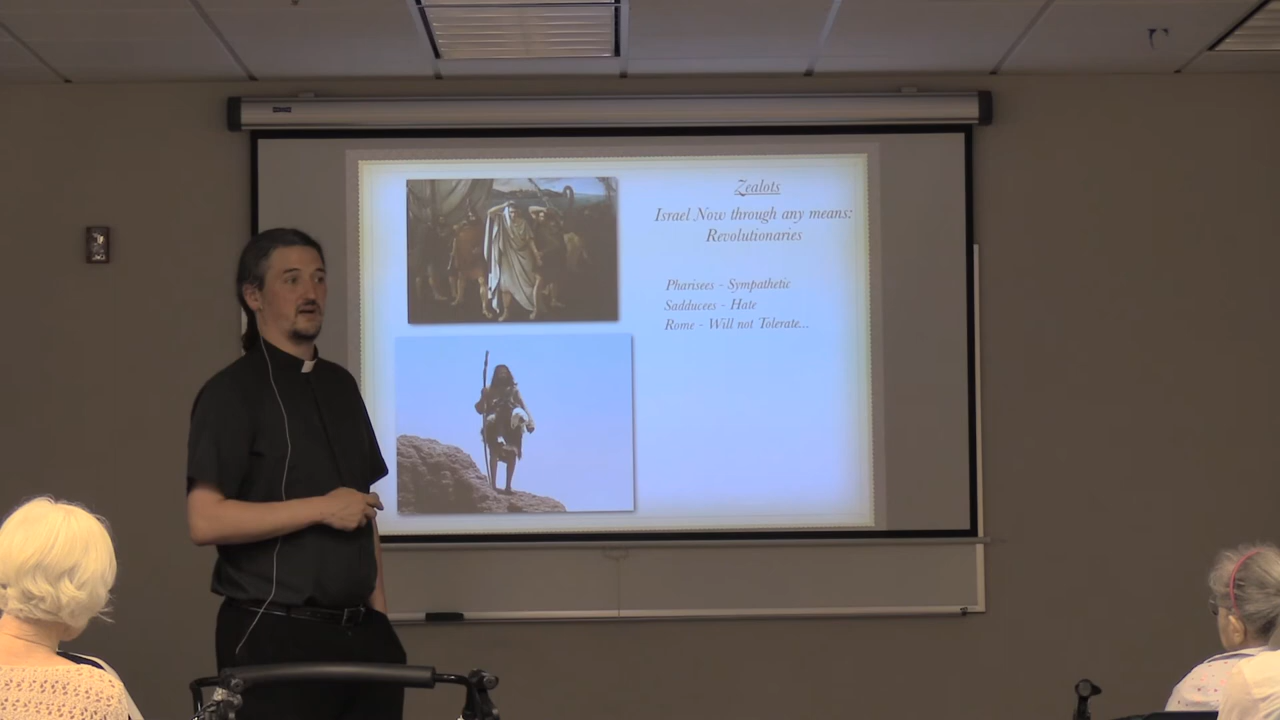 Zealots
Israel Now through any means:
Revolutionaries
Pharisees - Sympathetic
Sadducees - Hate
Rome - Will not Tolerate...